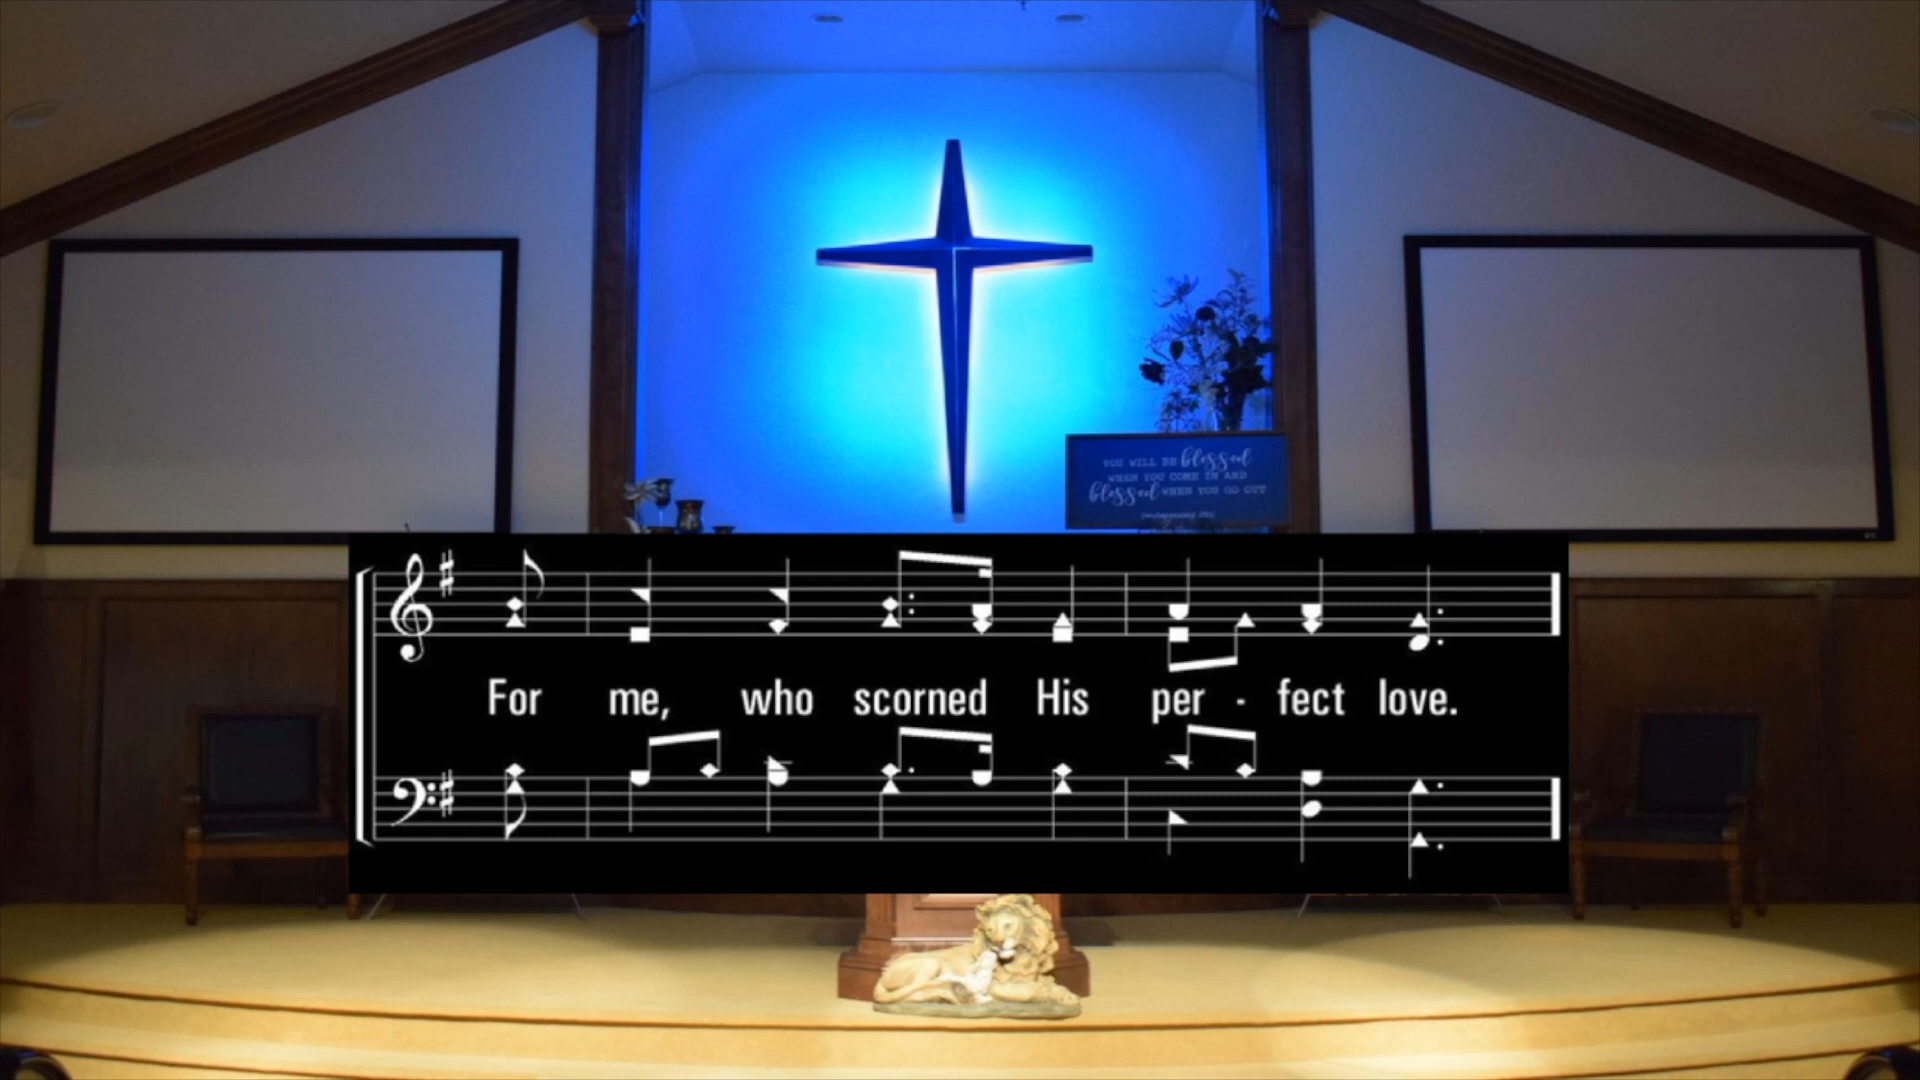 YOU WILL BE blessed
WHEN YOU COME IN AND
blessed WHEN YOU GO OUT
For me, who scorned His per - fect love.